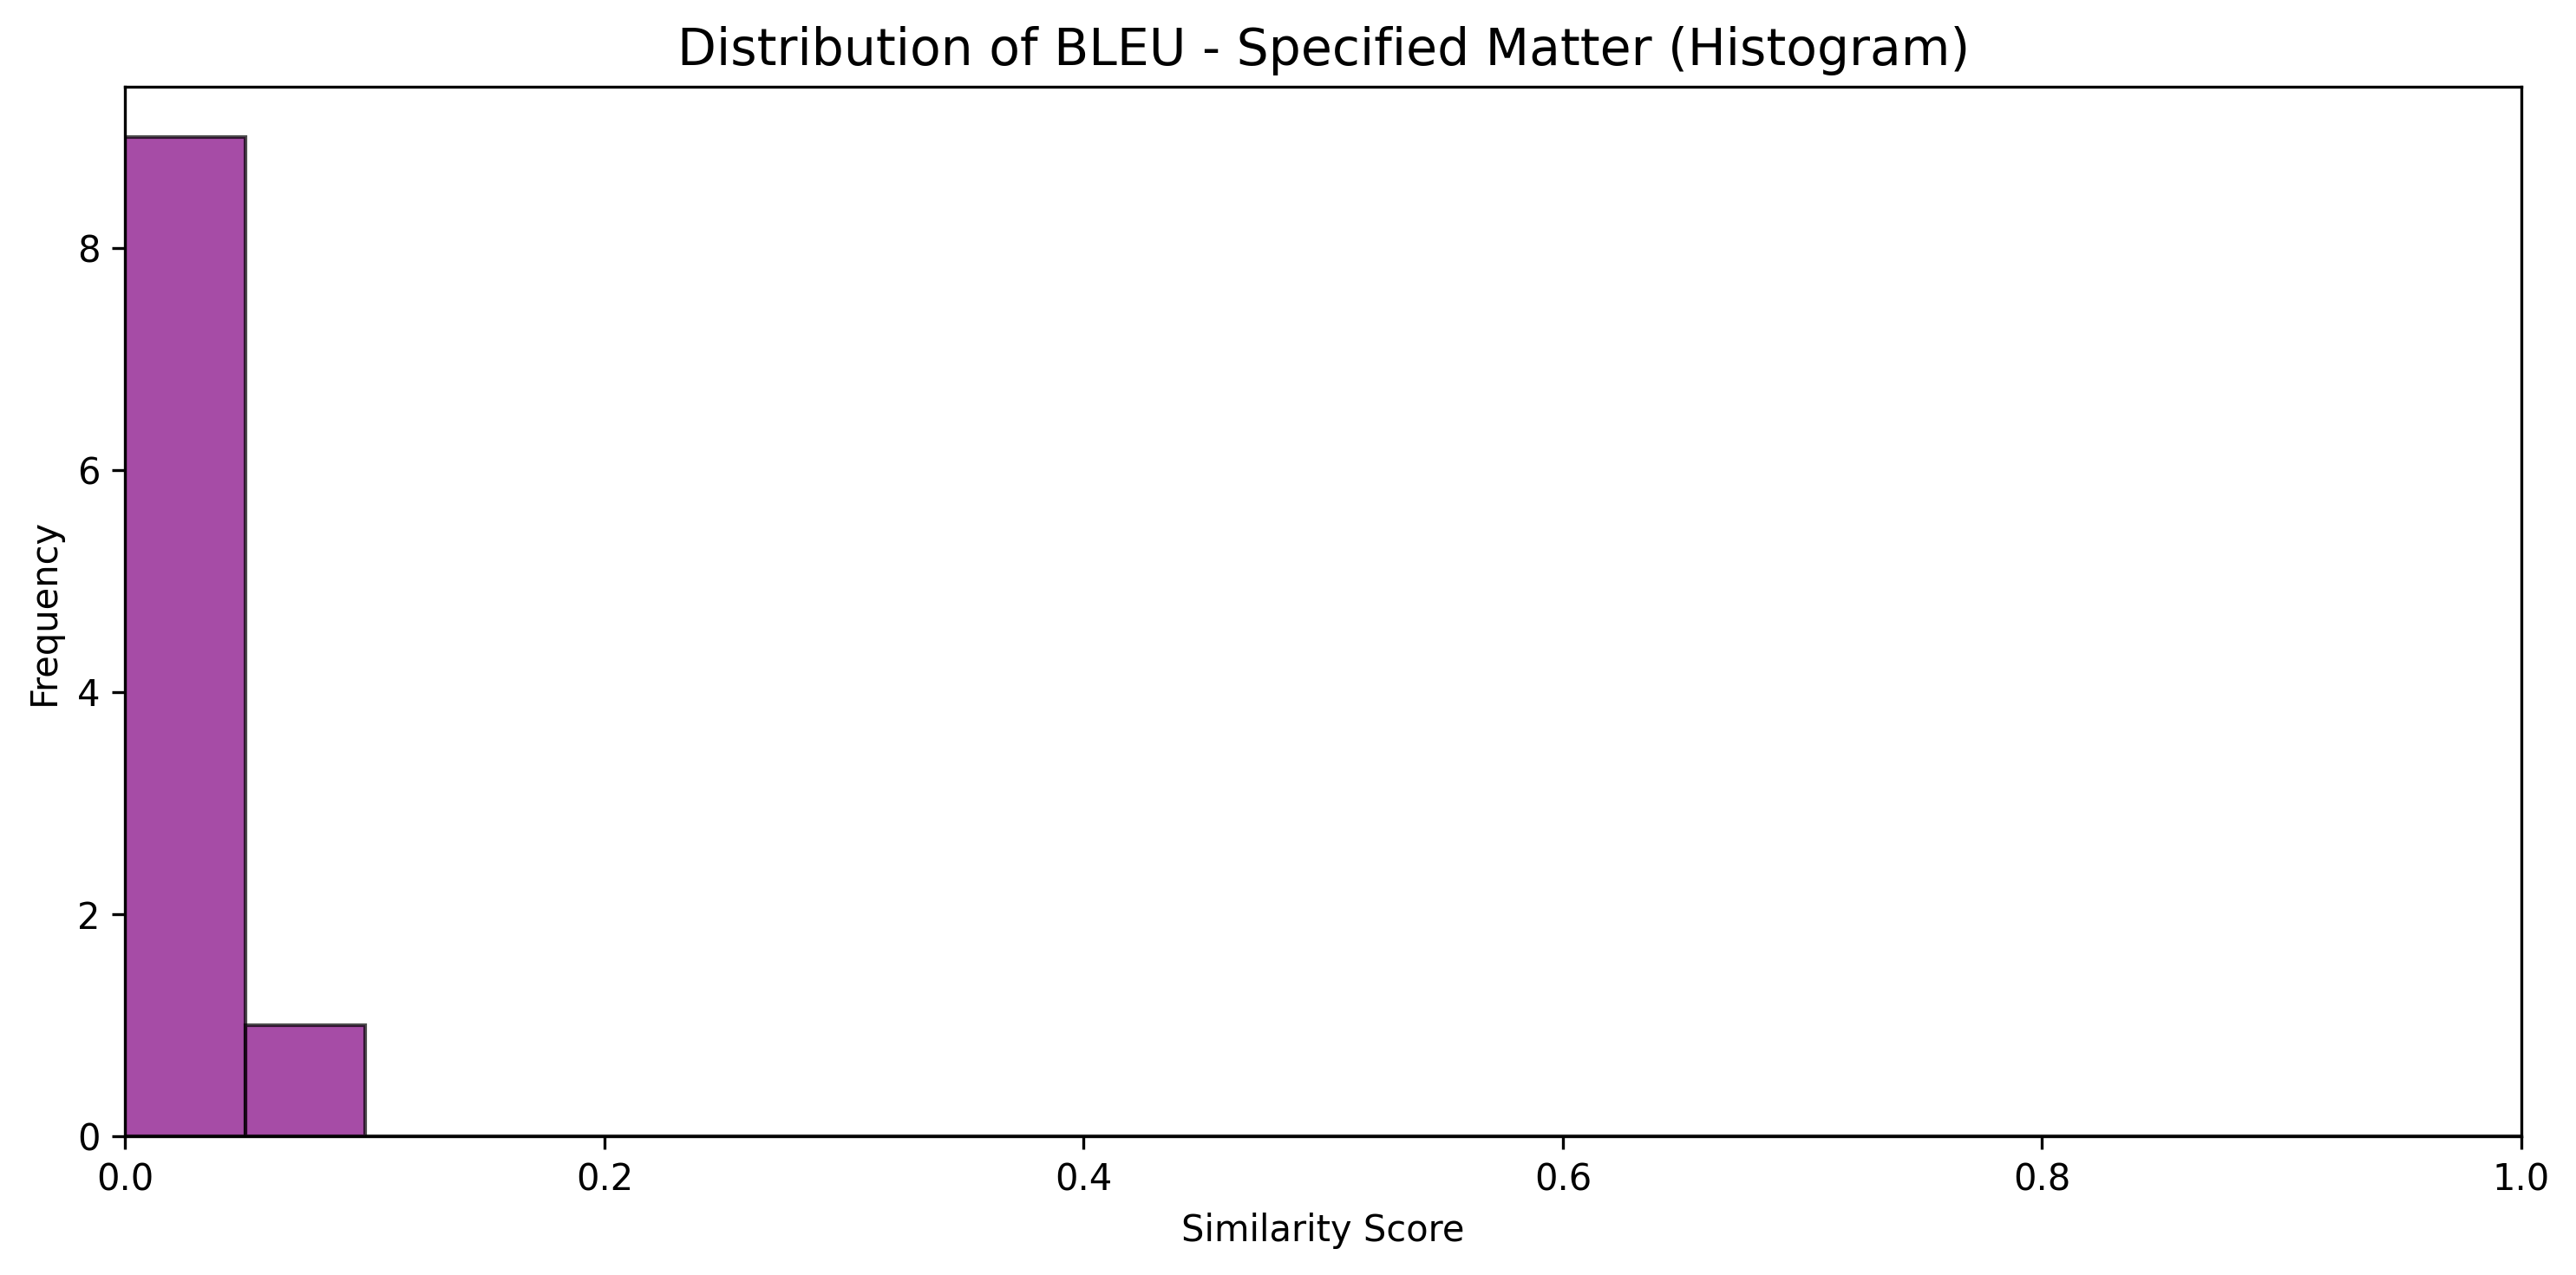 Distribution of BLEU - Specified Matter (Histogram)
8
6
4
2
0
Frequency
0.0 0.2 0.4 0.6 0.8 1.0
Similarity Score